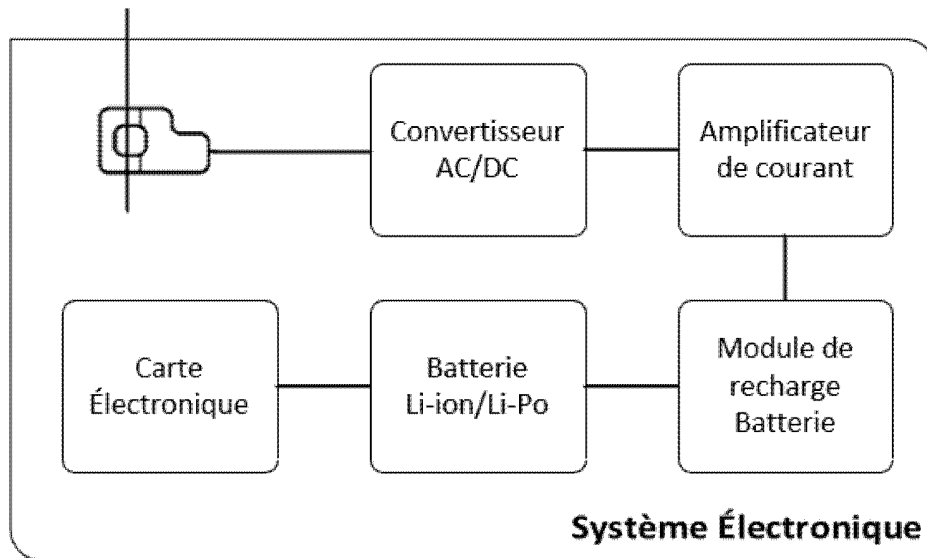 Convertisseur
AC/DC
Amplificateur
de courant
Carte
Électronique
Batterie
Li-ion/Li-Po
Module de
recharge
Batterie
Système Électronique